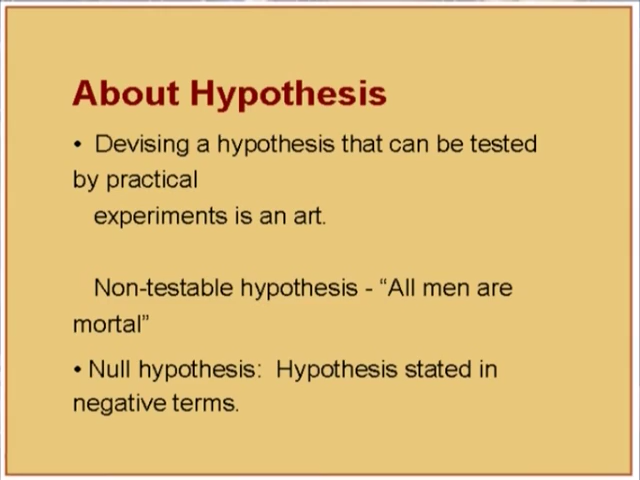 About Hypothesis
• Devising a hypothesis that can be tested
by practical
experiments is an art.
Non-testable hypothesis - “All men are
mortal”
• Null hypothesis: Hypothesis stated in
negative terms.